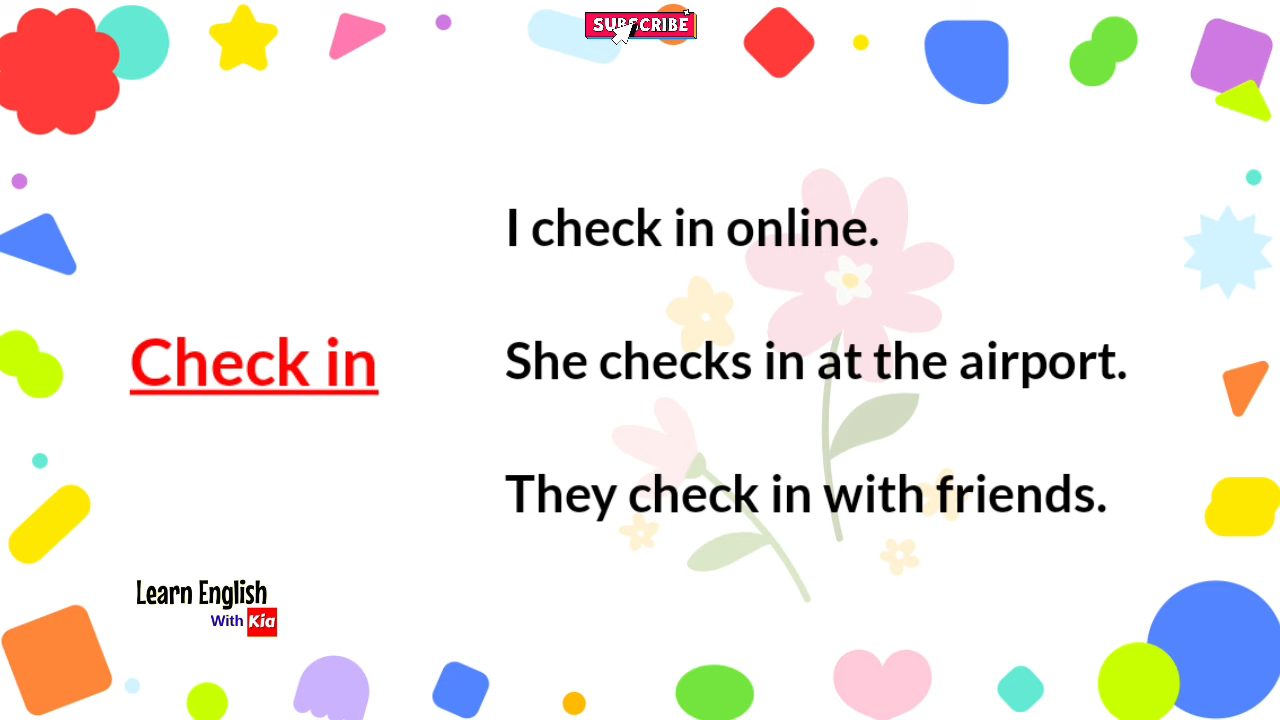 SUBSCRIBE
I check in online.
Check in
She checks in at the airport.
They check in with friends.
Learn English
With Kia